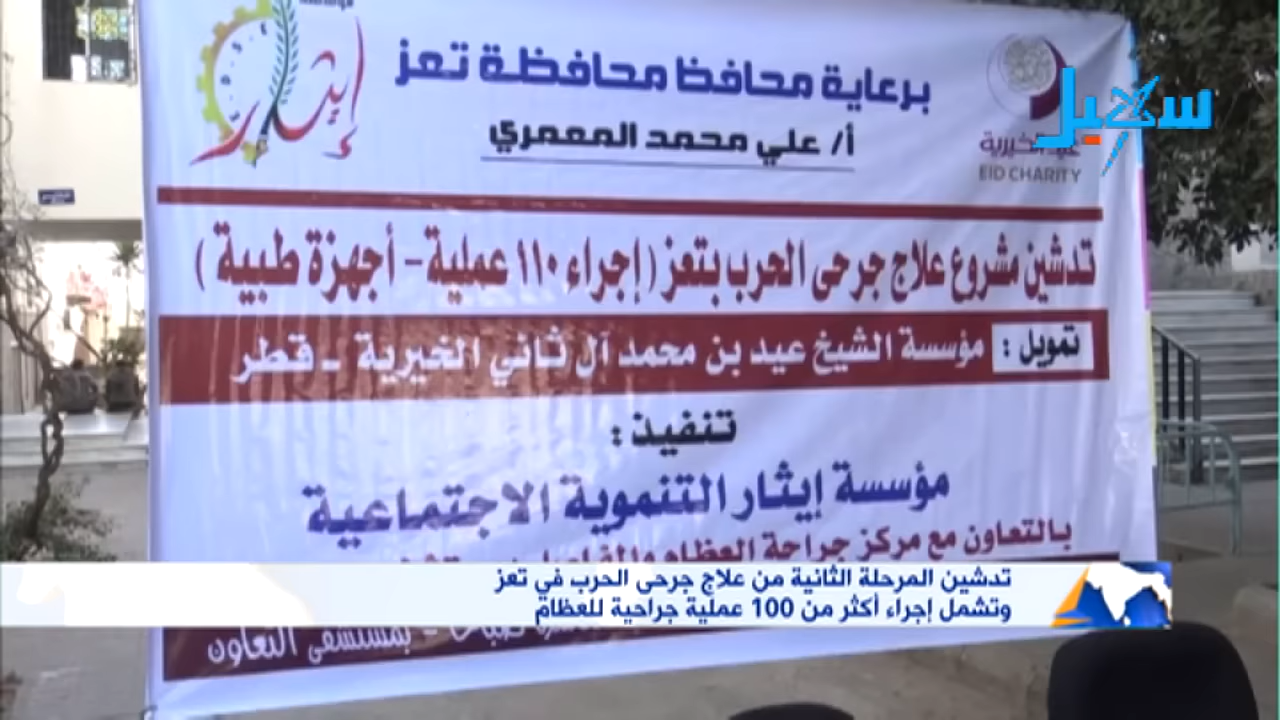 إيثار
برعاية محافظ محافظة تعز
أ/ علي محمد المعمري
عيد الخيرية
EID CHARITY
سهيل
تدشين مشروع علاج جرحى الحرب بتعز ( إجراء ١١٠ عملية - أجهزة طبية )
تمويل : مؤسسة الشيخ عيد بن محمد آل ثاني الخيرية - قطر
تنفيذ :
مؤسسة إيثار التنموية الاجتماعية
بالتعاون مع مركز جراحة العظام
بمستشفى التعاون
تدشين المرحلة الثانية من علاج جرحى الحرب في تعز
وتشمل إجراء أكثر من 100 عملية جراحية للعظام